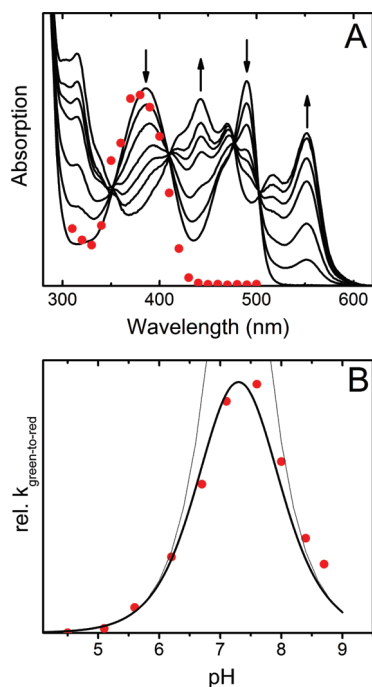 A
Absorption
300 400 500 600
Wavelength (nm)
B
rel. k green-to-red
5 6 7 8 9
pH